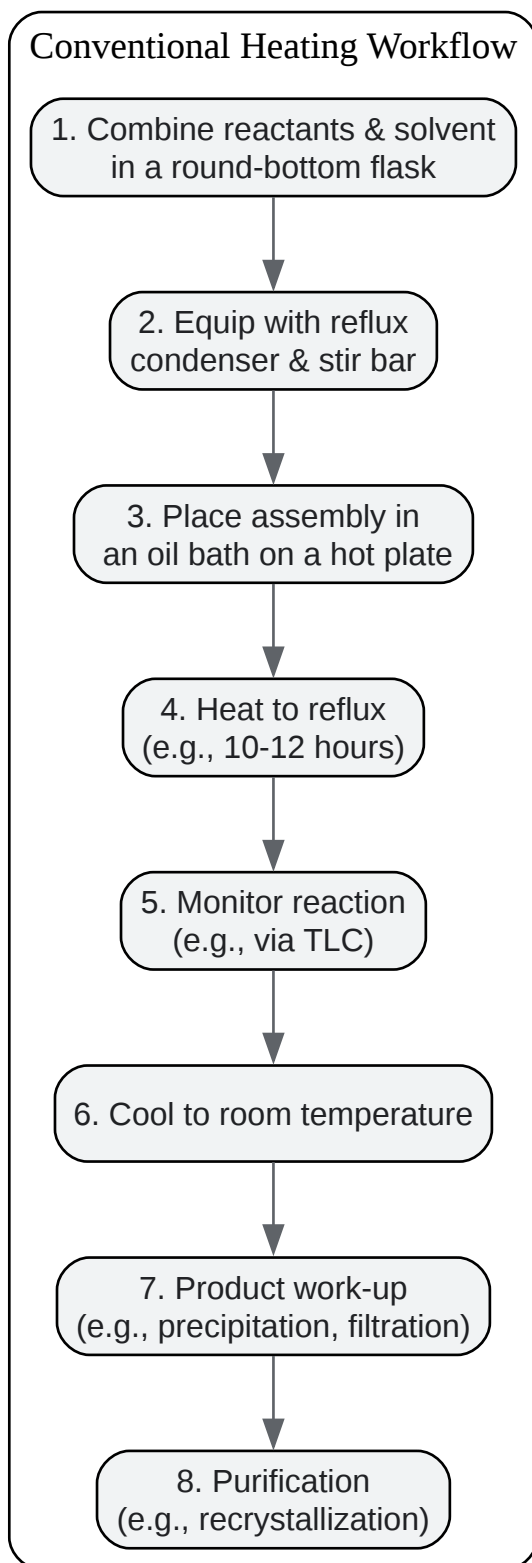 Conventional Heating Workflow
1. Combine reactants & solvent
in a round-bottom flask
2. Equip with reflux
condenser & stir bar
3. Place assembly in
an oil bath on a hot plate
4. Heat to reflux
(e.g., 10-12 hours)
5. Monitor reaction
(e.g., via TLC)
6. Cool to room temperature
7. Product work-up
(e.g., precipitation, filtration)
8. Purification
(e.g., recrystallization)